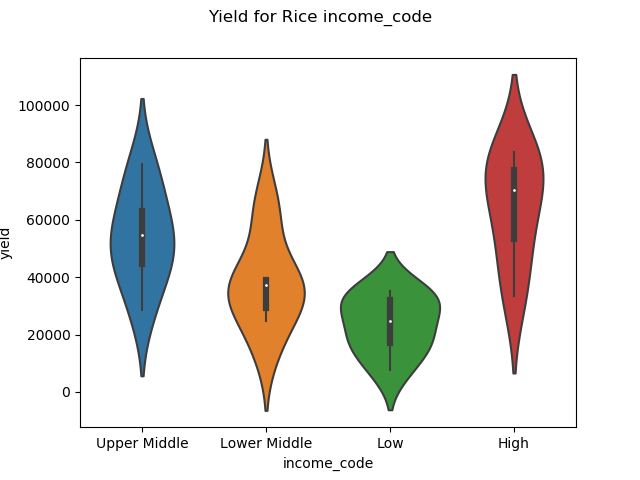 Yield for Rice income_code
yield
100000
80000
60000
40000
20000
0
Upper Middle Lower Middle Low High
income_code